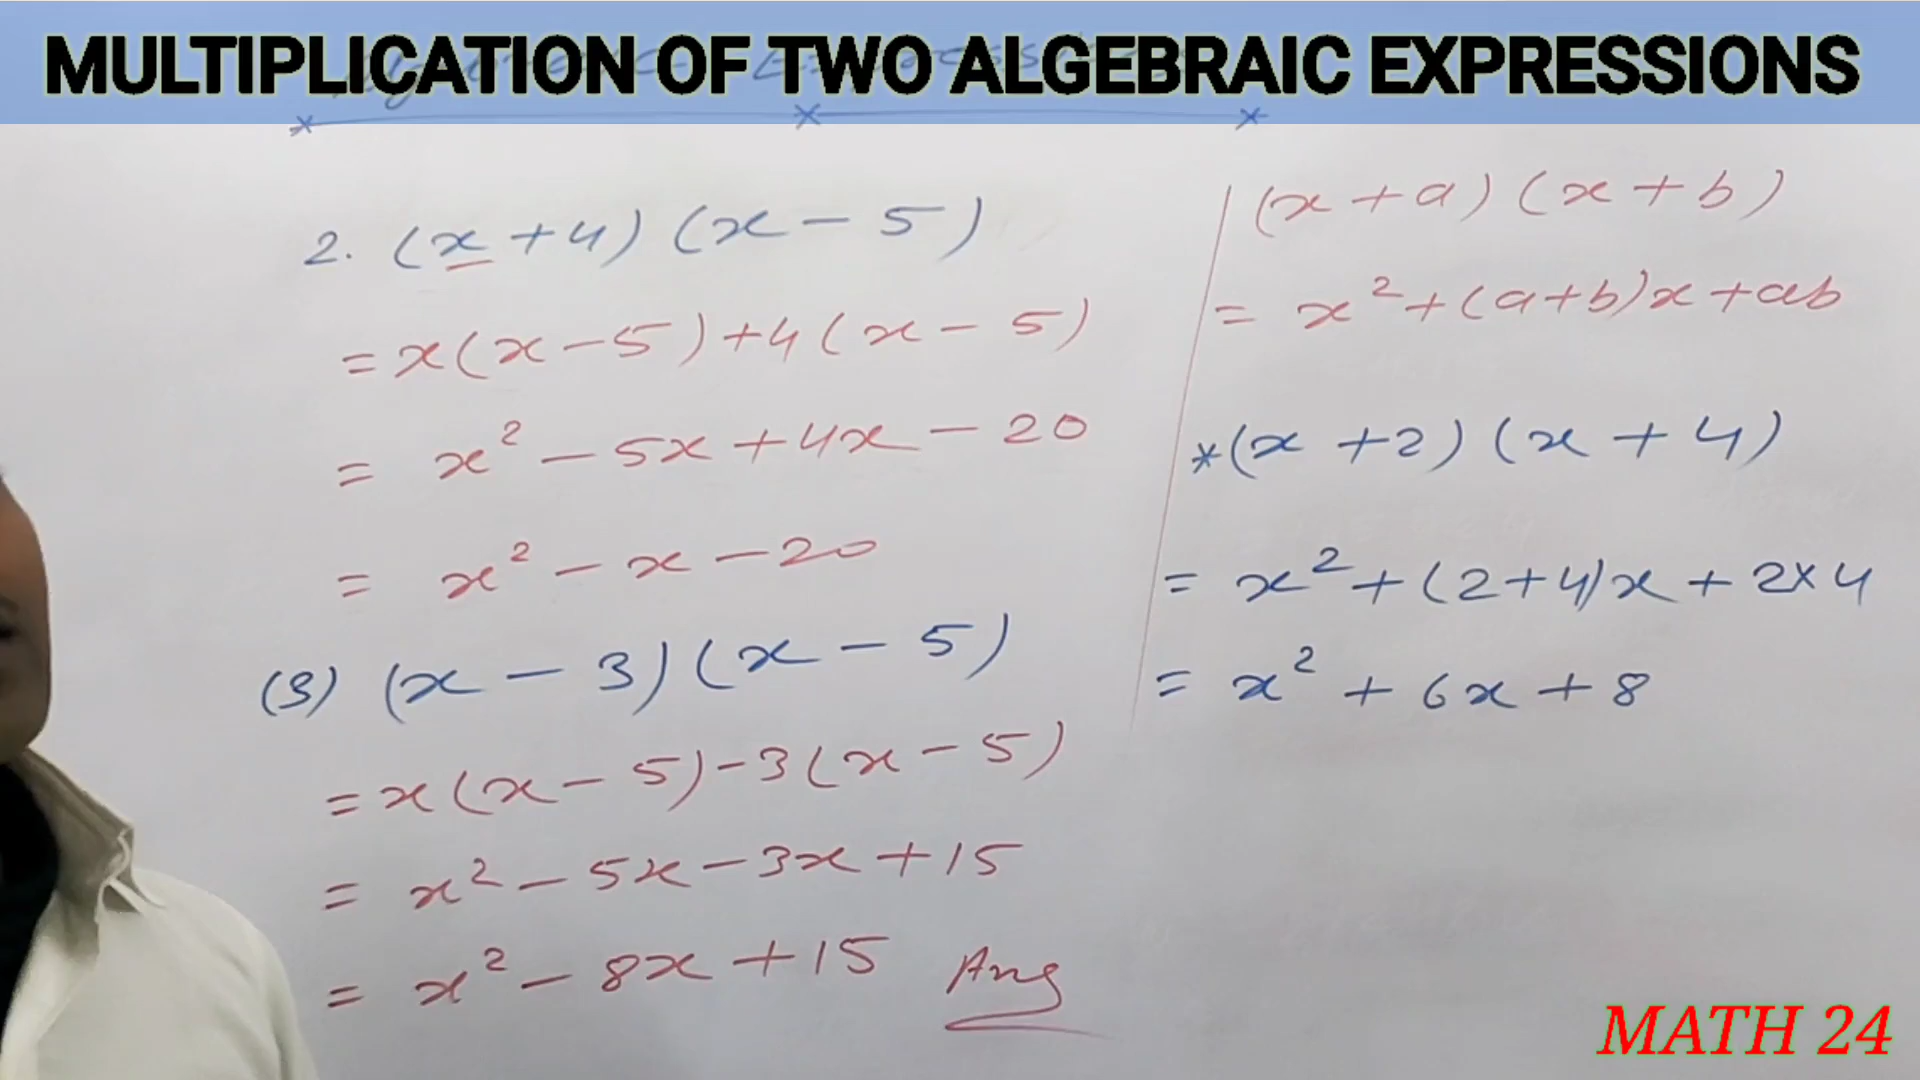 MULTIPLICATION OF TWO ALGEBRAIC EXPRESSIONS
2. (x + 4) (x - 5)
= x(x - 5) + 4(x - 5)
= x² - 5x + 4x - 20
= x² - x - 20
(3) (x - 3) (x - 5)
= x(x - 5) - 3(x - 5)
= x² - 5x - 3x + 15
= x² - 8x + 15 Ans
(x + a) (x + b)
= x² + (a+b)x + ab
*(x + 2) (x + 4)
= x² + (2+4)x + 2×4
= x² + 6x + 8
MATH 24